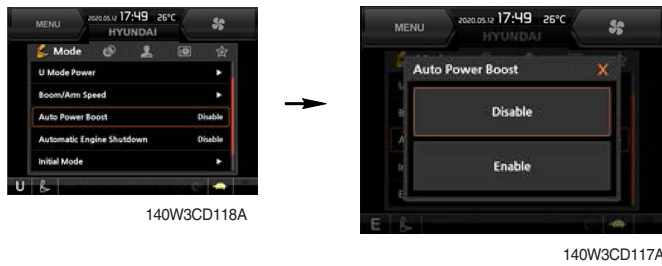 MENU
2020.05.12 17:49 26°C
HYUNDAI
Mode
U Mode Power
Boom/Arm Speed
Auto Power Boost Disable
Automatic Engine Shutdown Disable
Initial Mode
U
140W3CD118A
MENU
2020.05.12 17:49 26°C
HYUNDAI
Auto Power Boost X
Disable
Enable
E
140W3CD117A